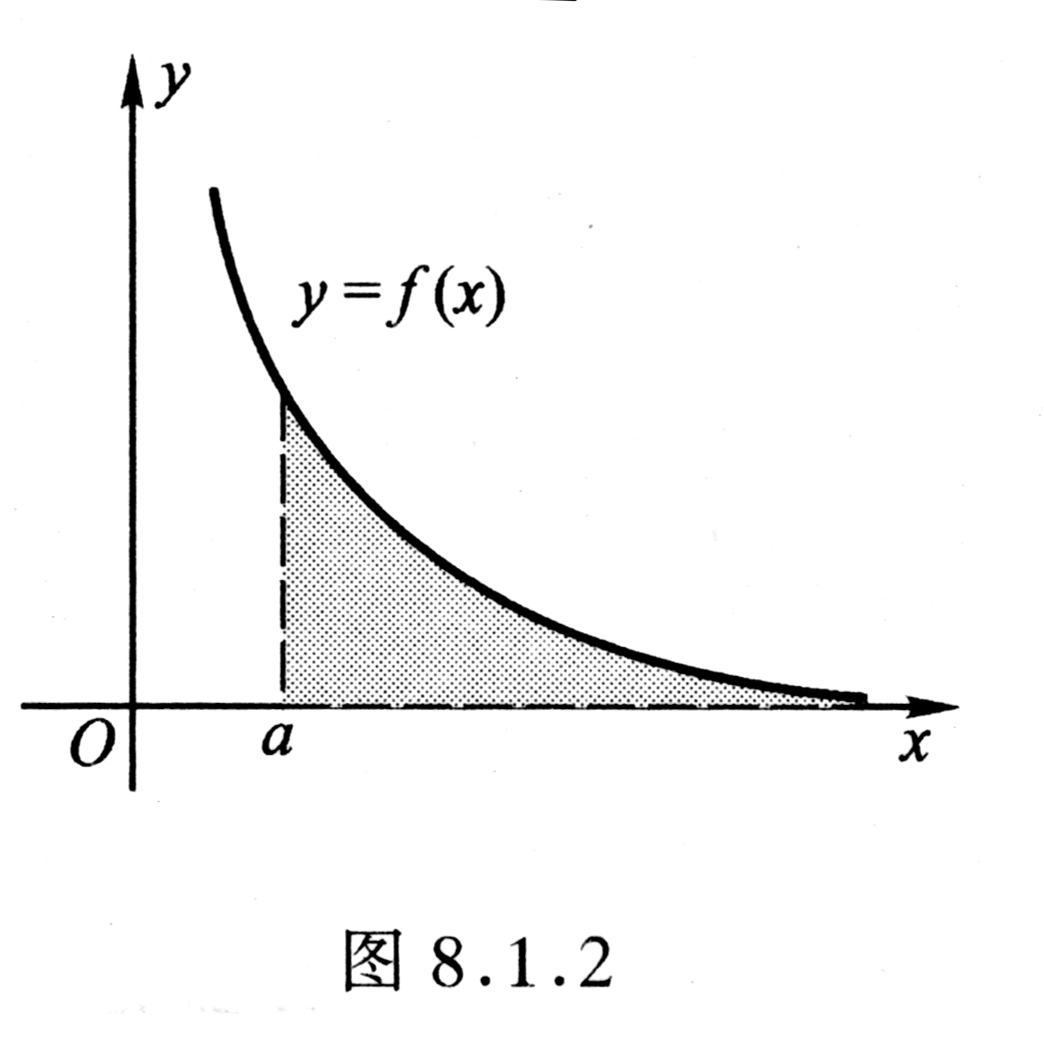 y
y = f(x)
O
a
x
图 8.1.2